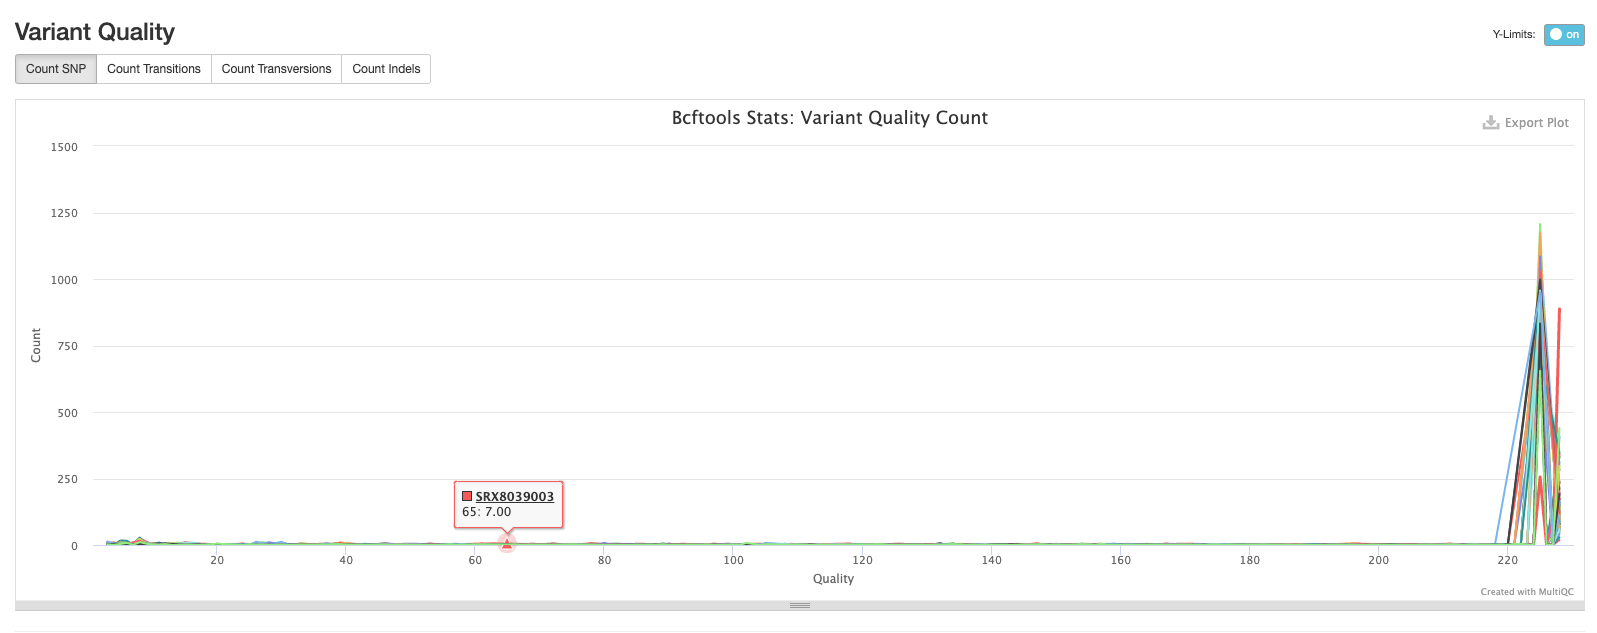 Variant Quality
Y-Limits: on
Count SNP Count Transitions Count Transversions Count Indels
Bcftools Stats: Variant Quality Count
Export Plot
1500
1250
1000
750
500
250
0
Count
SRX8039003
65: 7.00
20 40 60 80 100 120 140 160 180 200 220
Quality
Created with MultiQC